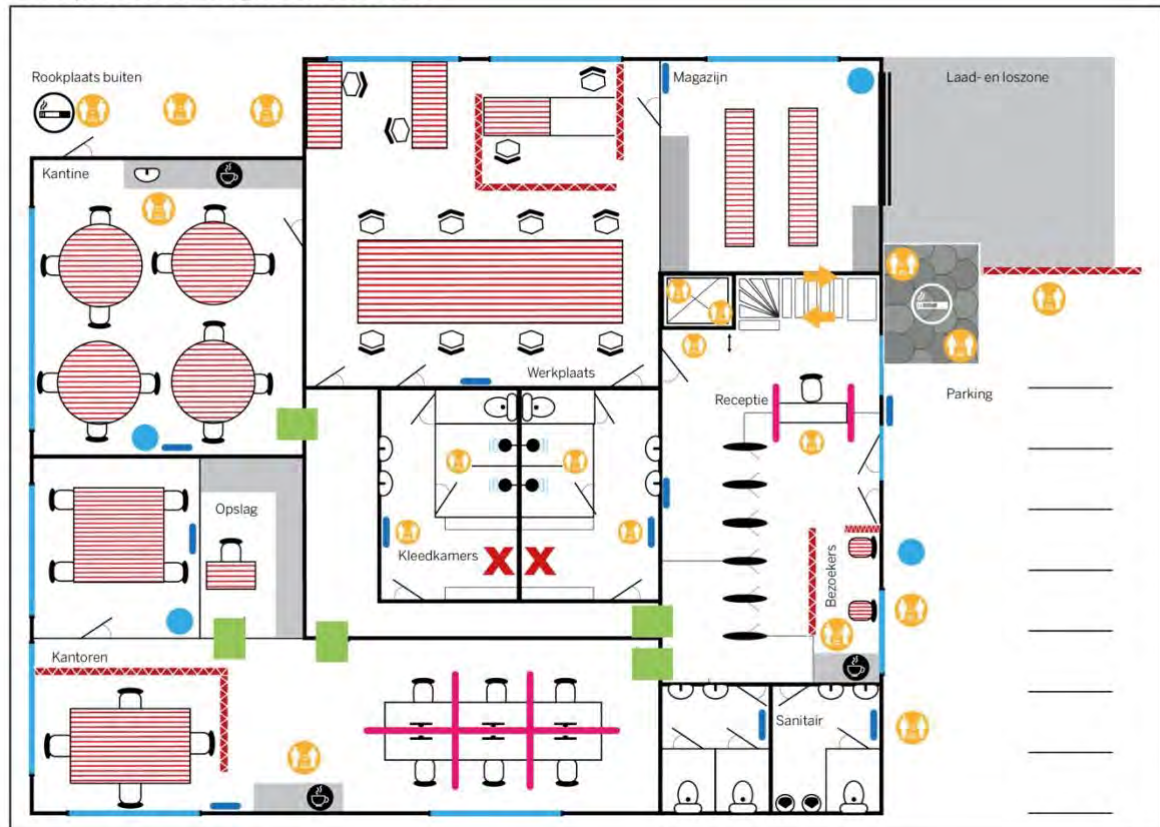 Rookplaats buiten
Magazijn
Laad- en loszone
Kantine
Werkplaats
Receptie
Parking
Opslag
Kleedkamers
Bezoekers
Kantoren
Sanitair